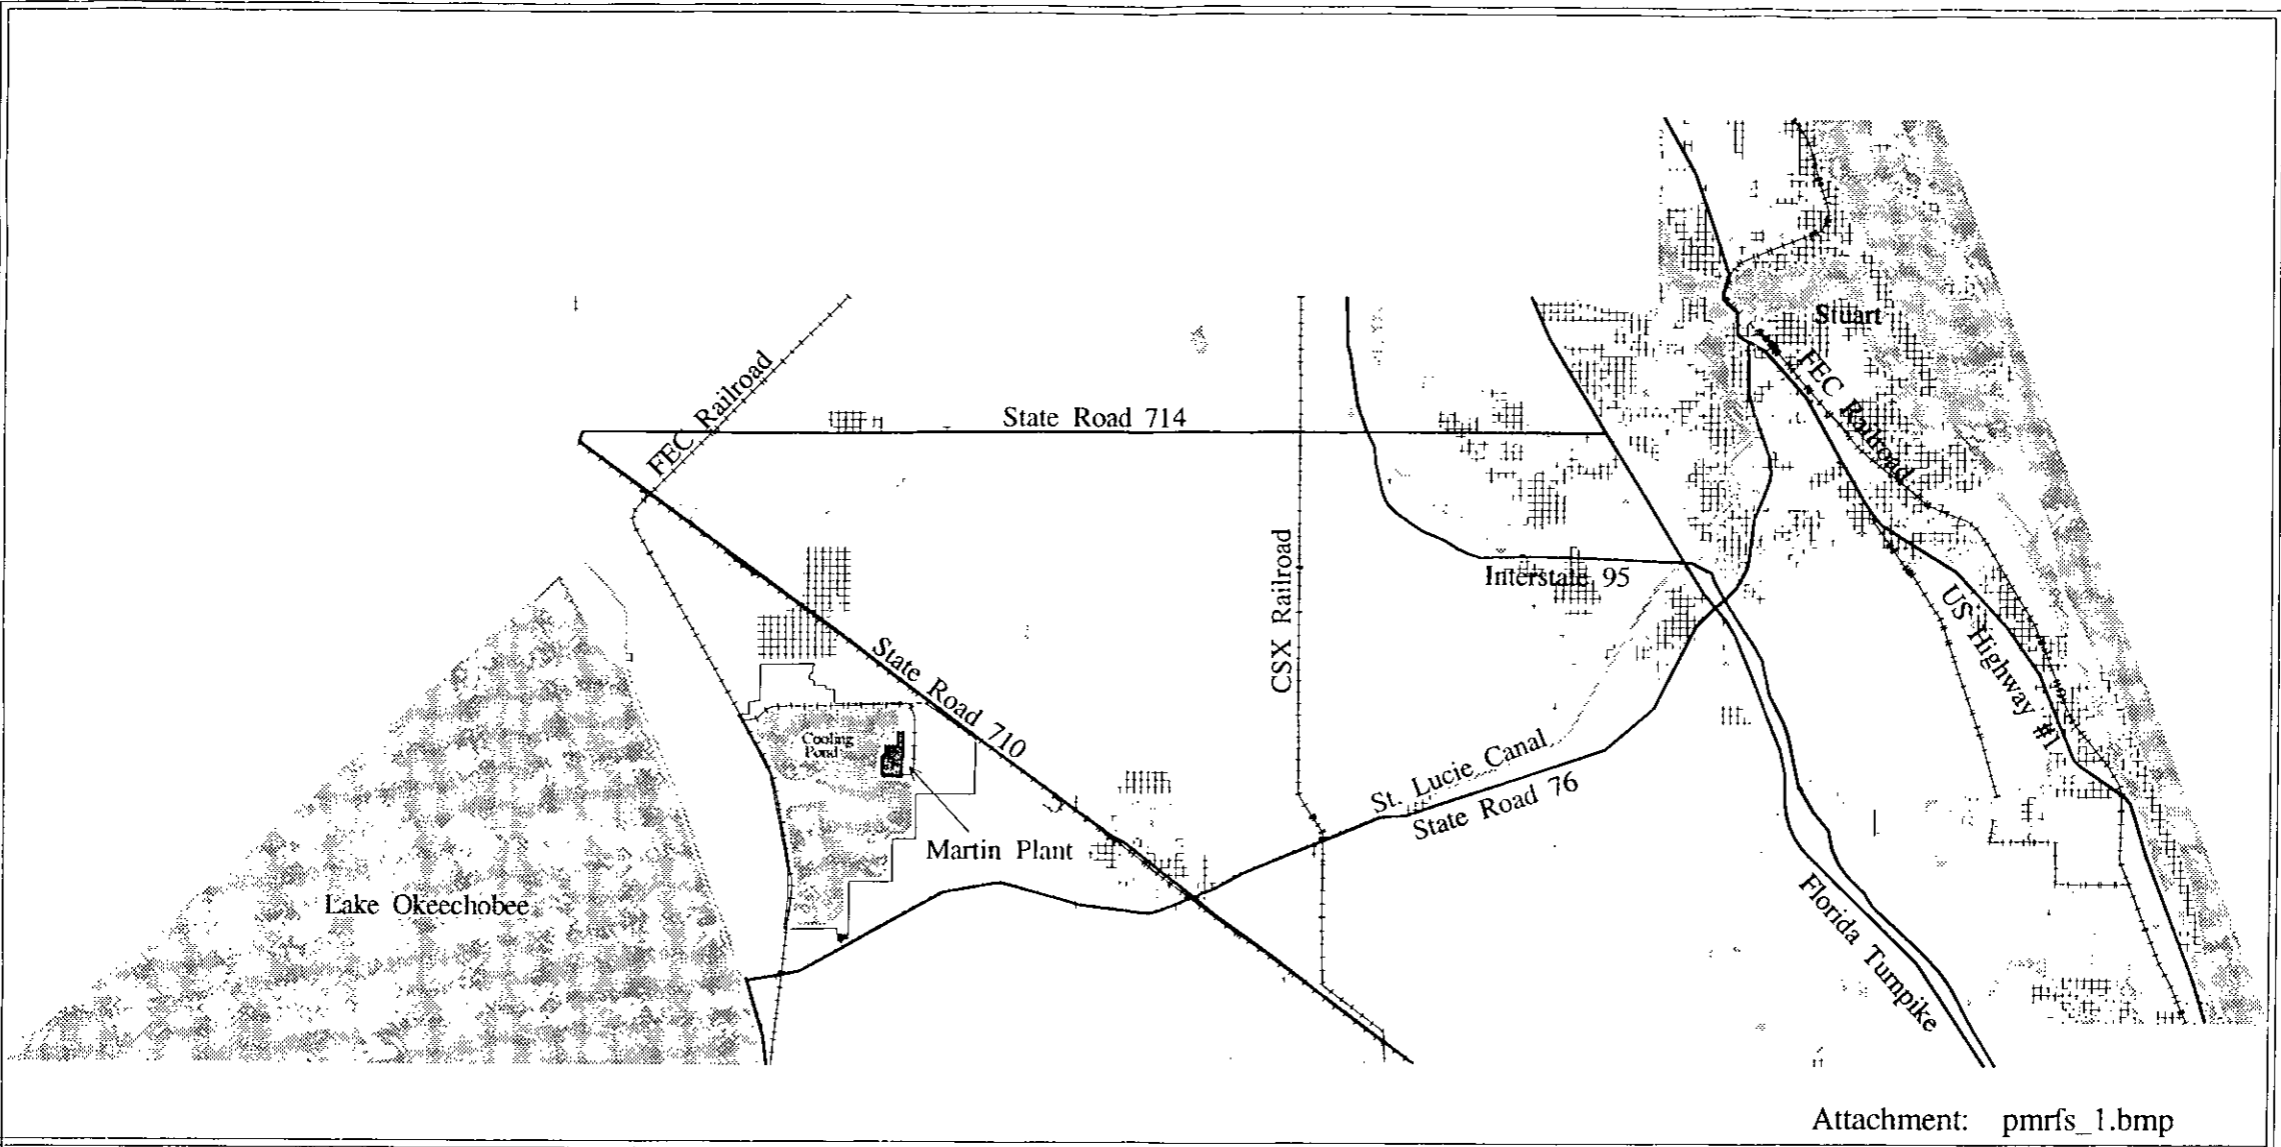 Stuart
FEC Railroad
FEC Railroad
State Road 714
Interstate 95
CSX Railroad
US Highway #1
State Road 710
Cooling
Pond
St. Lucie Canal
State Road 76
Martin Plant
Lake Okeechobee
Florida Turnpike
Attachment: pmrfs_1.bmp